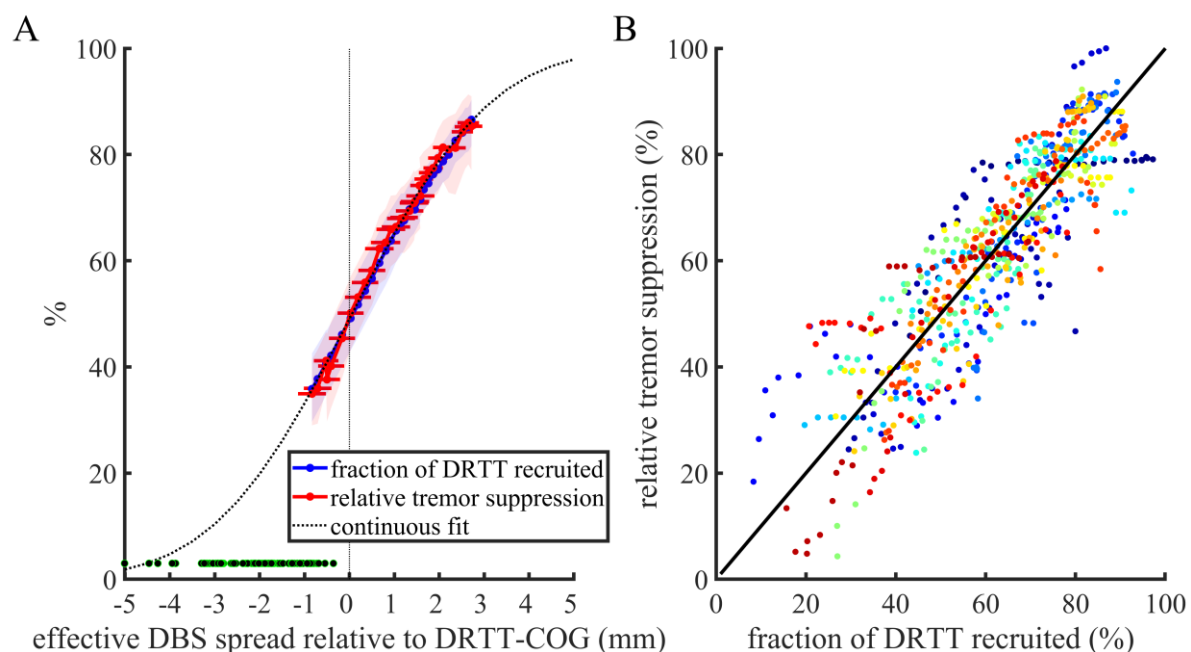 A
B
100
80
60
40
20
0
%
fraction of DRTT recruited
relative tremor suppression
continuous fit
-5 -4 -3 -2 -1 0 1 2 3 4 5
effective DBS spread relative to DRTT-COG (mm)
relative tremor suppression (%)
100
80
60
40
20
0
0 20 40 60 80 100
fraction of DRTT recruited (%)